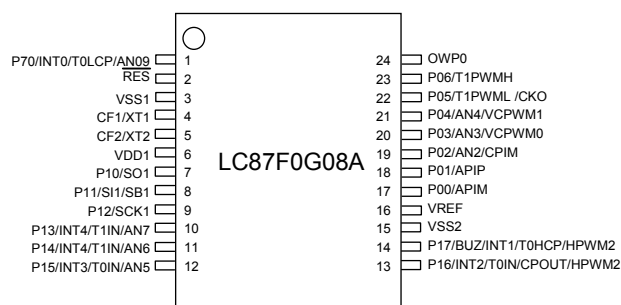 P70/INT0/T0LCP/AN09 1
RES 2
VSS1 3
CF1/XT1 4
CF2/XT2 5
VDD1 6
P10/SO1 7
P11/SI1/SB1 8
P12/SCK1 9
P13/INT4/T1IN/AN7 10
P14/INT4/T1IN/AN6 11
P15/INT3/T0IN/AN5 12
LC87F0G08A
24 OWP0
23 P06/T1PWMH
22 P05/T1PWML /CKO
21 P04/AN4/VCPWM1
20 P03/AN3/VCPWM0
19 P02/AN2/CPIM
18 P01/APIP
17 P00/APIM
16 VREF
15 VSS2
14 P17/BUZ/INT1/T0HCP/HPWM2
13 P16/INT2/T0IN/CPOUT/HPWM2